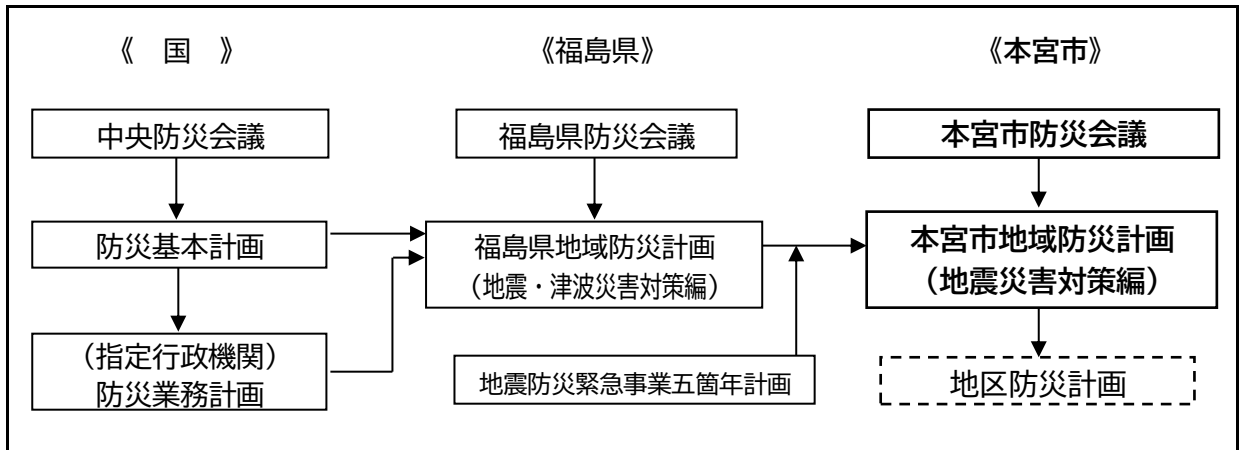 《　国　》
《福島県》
《本宮市》
中央防災会議
福島県防災会議
本宮市防災会議
防災基本計画
福島県地域防災計画
（地震・津波災害対策編）
本宮市地域防災計画
（地震災害対策編）
（指定行政機関）
防災業務計画
地震防災緊急事業五箇年計画
地区防災計画